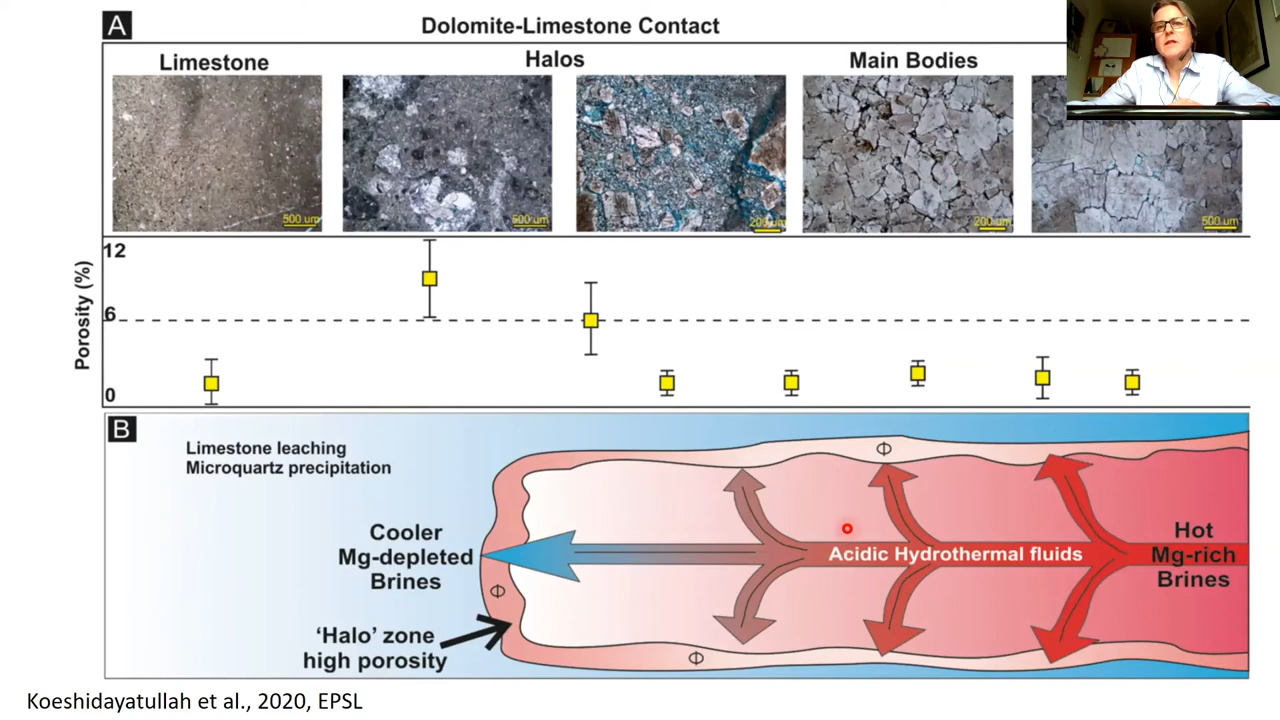 A
Dolomite-Limestone Contact
Limestone
Halos
Main Bodies
500 um
500 um
200 um
200 um
500 um
Porosity (%)
12
6
0
B
Limestone leaching
Microquartz precipitation
Φ
Cooler
Mg-depleted
Brines
Acidic Hydrothermal fluids
Hot
Mg-rich
Brines
Φ
'Halo' zone
high porosity
Φ
Koeshidayatullah et al., 2020, EPSL